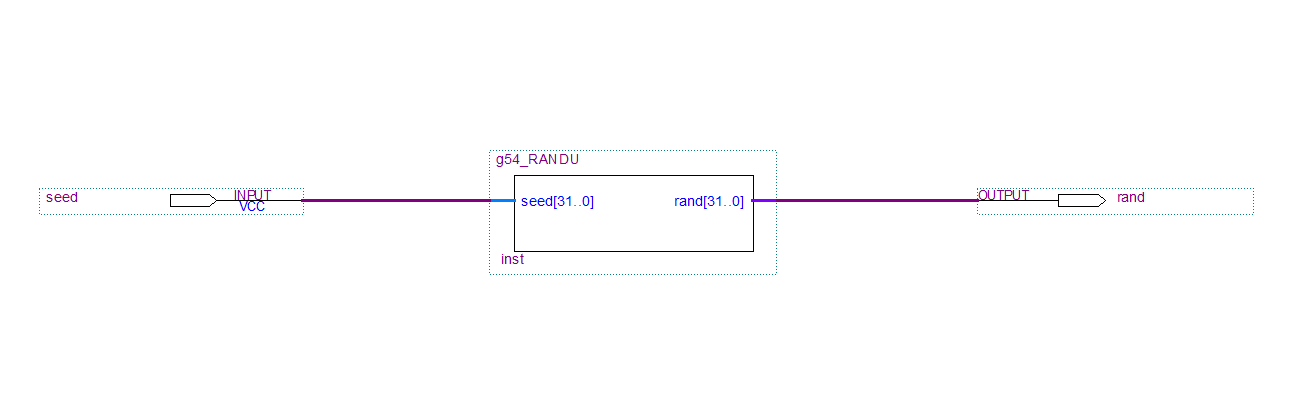 g54_RANDU
seed
INPUT
VCC
seed[31..0]
rand[31..0]
OUTPUT
rand
inst